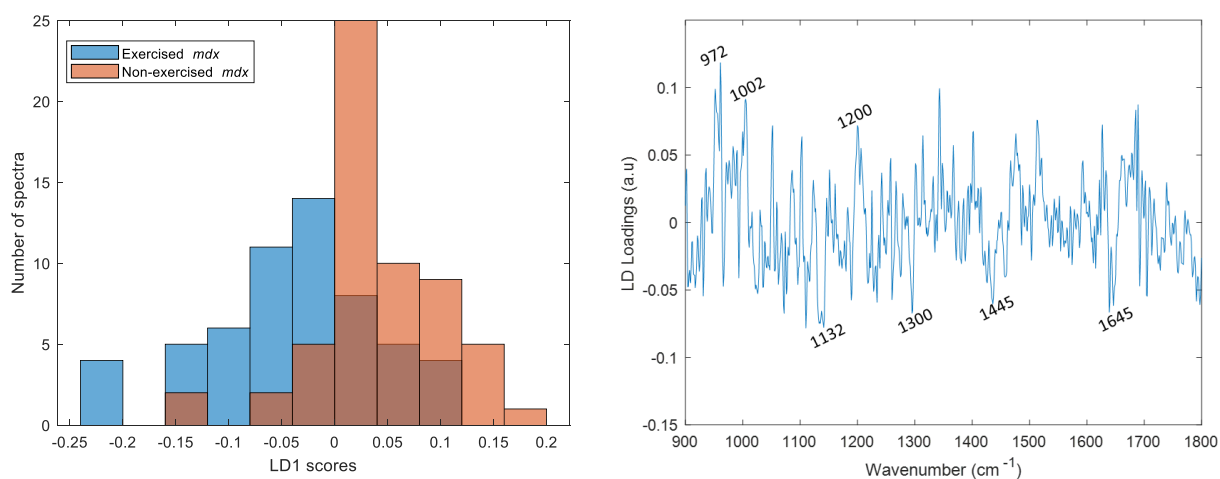 25
20
15
10
5
0
Number of spectra
Exercised mdx
Non-exercised mdx
-0.25 -0.2 -0.15 -0.1 -0.05 0 0.05 0.1 0.15 0.2
LD1 scores
0.1
0.05
0
-0.05
-0.1
-0.15
LD Loadings (a.u)
972
1002
1200
1132
1300
1445
1645
900 1000 1100 1200 1300 1400 1500 1600 1700 1800
Wavenumber (cm⁻¹)